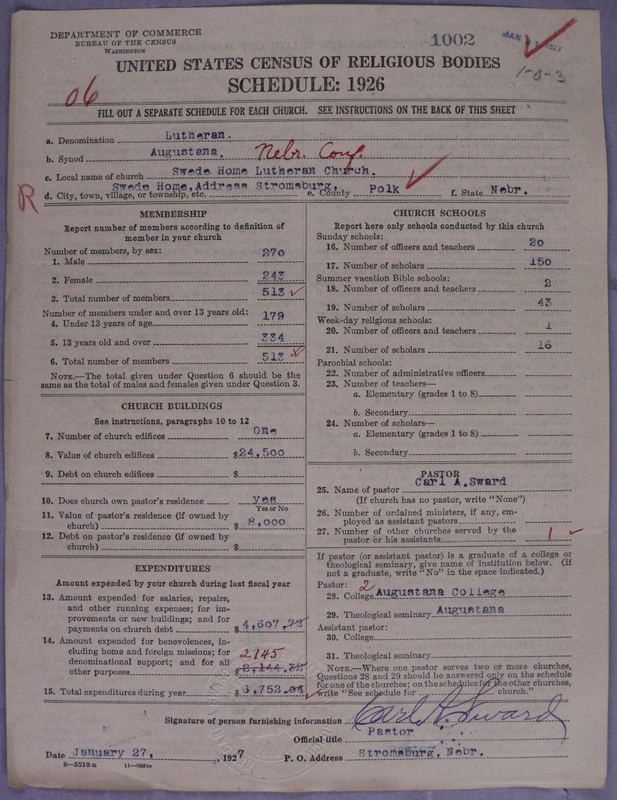 DEPARTMENT OF COMMERCE
BUREAU OF THE CENSUS
WASHINGTON
1002
JAN 1927
1-0-3
UNITED STATES CENSUS OF RELIGIOUS BODIES
SCHEDULE: 1926
06
FILL OUT A SEPARATE SCHEDULE FOR EACH CHURCH. SEE INSTRUCTIONS ON THE BACK OF THIS SHEET
a. Denomination Lutheran.
b. Synod Augustana. Nebr. Conf.
c. Local name of church Swede Home Lutheran Church.
R
d. City, town, village, or township, etc. Swede Home, Address Stromsburg, e. County Polk f. State Nebr.
MEMBERSHIP
Report number of members according to definition of
member in your church
Number of members, by sex:
1. Male 270
2. Female 243
3. Total number of members 513
Number of members under and over 13 years old:
4. Under 13 years of age 179
5. 13 years old and over 334
6. Total number of members 513
NOTE.—The total given under Question 6 should be the
same as the total of males and females given under Question 3.
CHURCH BUILDINGS
See instructions, paragraphs 10 to 12
7. Number of church edifices One
8. Value of church edifices $24,500
9. Debt on church edifices $
10. Does church own pastor's residence yes
Yes or No
11. Value of pastor's residence (if owned by
church) $ 8,000
12. Debt on pastor's residence (if owned by
church) $
EXPENDITURES
Amount expended by your church during last fiscal year
13. Amount expended for salaries, repairs,
and other running expenses; for im-
provements or new buildings; and for
payments on church debt $ 4,607.73
14. Amount expended for benevolences, in-
cluding home and foreign missions; for
denominational support; and for all
2145
other purposes $ 2,144.
15. Total expenditures during year $ 6,752.
CHURCH SCHOOLS
Report here only schools conducted by this church
Sunday schools:
16. Number of officers and teachers 20
17. Number of scholars 150
Summer vacation Bible schools:
18. Number of officers and teachers 2
19. Number of scholars 43
Week-day religious schools:
20. Number of officers and teachers 1
21. Number of scholars 16
Parochial schools:
22. Number of administrative officers
23. Number of teachers—
a. Elementary (grades 1 to 8)
b. Secondary
24. Number of scholars—
a. Elementary (grades 1 to 8)
b. Secondary
PASTOR
25. Name of pastor Carl A. Sward
(If church has no pastor, write "None")
26. Number of ordained ministers, if any, em-
ployed as assistant pastors
27. Number of other churches served by the
pastor or his assistants 1
If pastor (or assistant pastor) is a graduate of a college or
theological seminary, give name of institution below. (If
not a graduate, write "No" in the space indicated.)
Pastor: 2
28. College Augustana College
29. Theological seminary Augustana
Assistant pastor:
30. College
31. Theological seminary
NOTE.—Where one pastor serves two or more churches,
Questions 28 and 29 should be answered only on the schedule
for one of the churches; on the schedules for the other churches,
write "See schedule for church."
Signature of person furnishing information Carl A. Sward
Official title Pastor
Date January 27, , 1927 P. O. Address Stromsburg, Nebr.
8—5518a